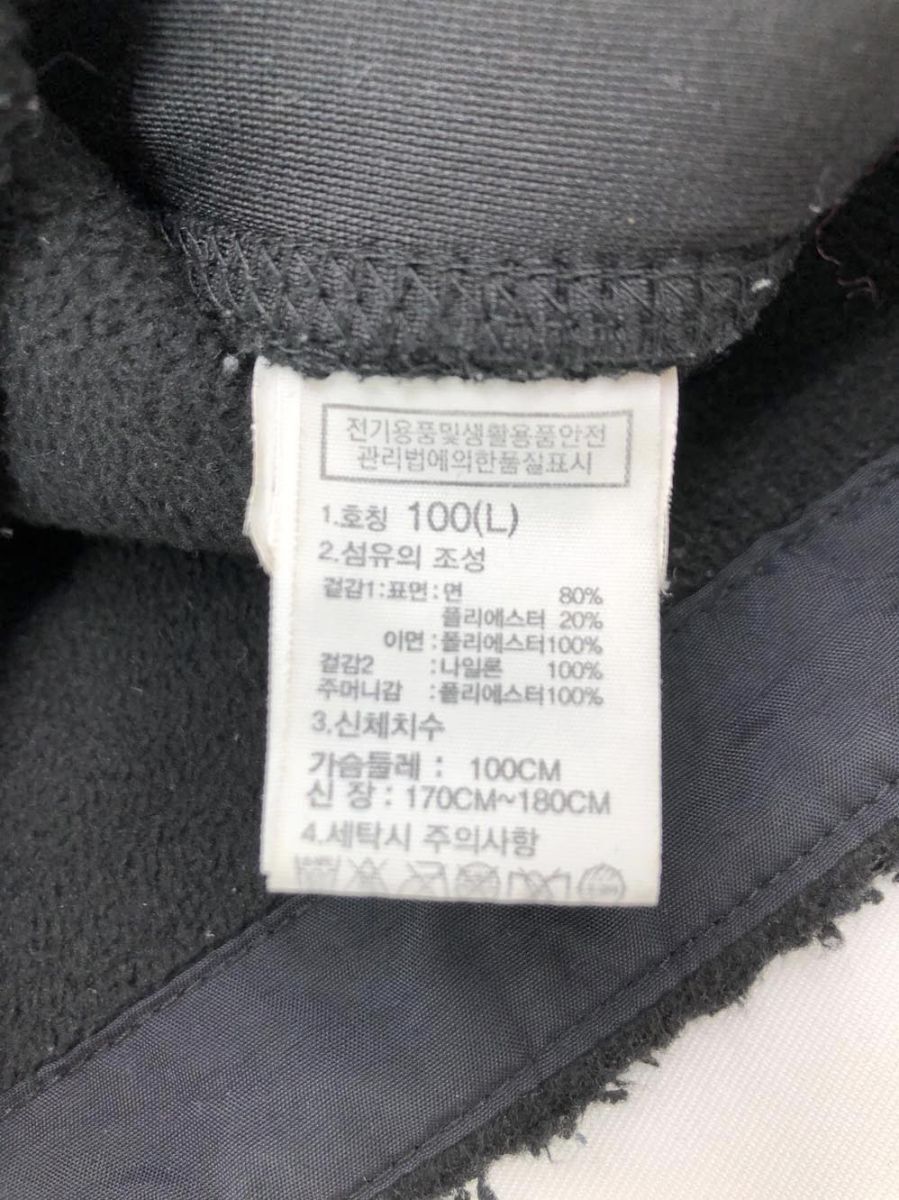 전기용품및생활용품안전
관리법에의한품질표시
1.호칭 100(L)
2.섬유의 조성
겉감1:표면:면 80%
폴리에스터 20%
이면:폴리에스터100%
겉감2 :나일론 100%
주머니감 :폴리에스터100%
3.신체치수
가슴둘레 : 100CM
신 장 : 170CM~180CM
4.세탁시 주의사항